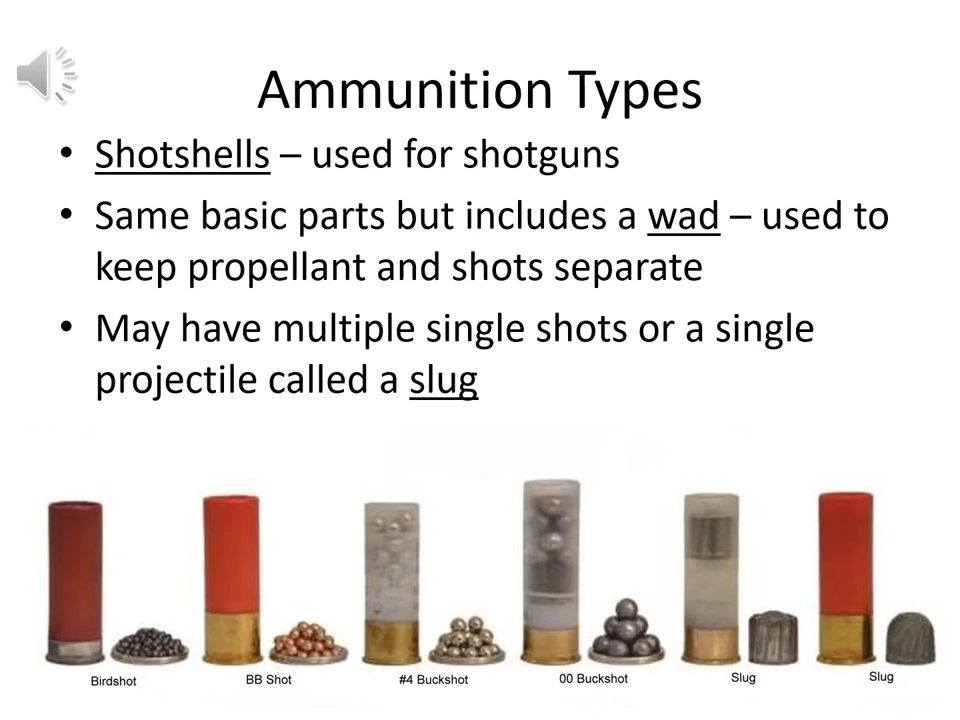 Ammunition Types
• Shotshells – used for shotguns
• Same basic parts but includes a wad – used to
keep propellant and shots separate
• May have multiple single shots or a single
projectile called a slug
Birdshot
BB Shot
#4 Buckshot
00 Buckshot
Slug
Slug